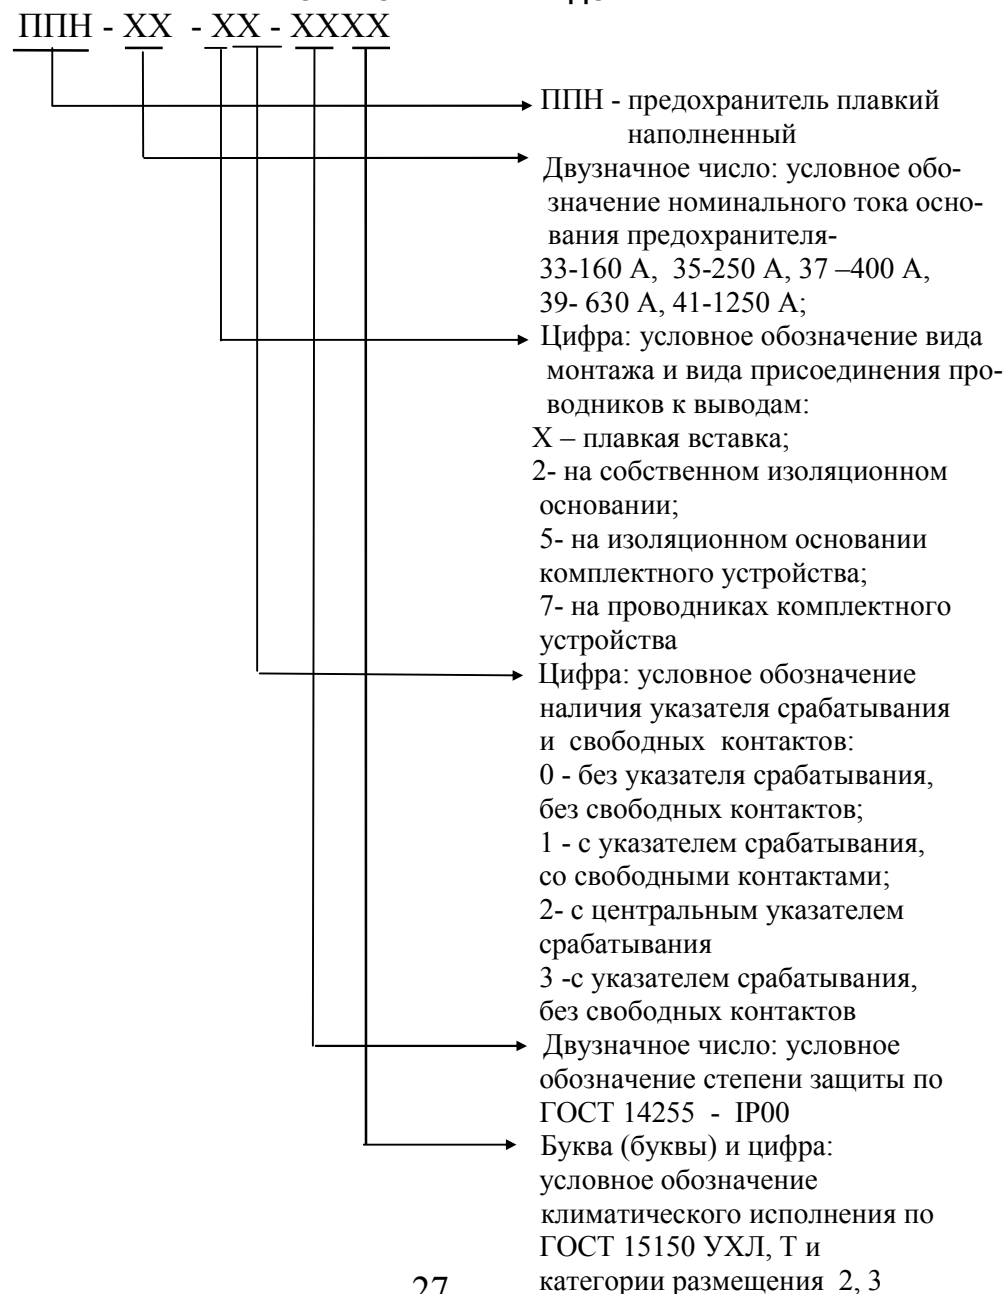 ППН - ХХ - ХХ - ХХХХ
ППН - предохранитель плавкий
наполненный
Двузначное число: условное обо-
значение номинального тока осно-
вания предохранителя-
33-160 А, 35-250 А, 37 –400 А,
39- 630 А, 41-1250 А;
Цифра: условное обозначение вида
монтажа и вида присоединения про-
водников к выводам:
Х – плавкая вставка;
2- на собственном изоляционном
основании;
5- на изоляционном основании
комплектного устройства;
7- на проводниках комплектного
устройства
Цифра: условное обозначение
наличия указателя срабатывания
и свободных контактов:
0 - без указателя срабатывания,
без свободных контактов;
1 - с указателем срабатывания,
со свободными контактами;
2- с центральным указателем
срабатывания
3 -с указателем срабатывания,
без свободных контактов
Двузначное число: условное
обозначение степени защиты по
ГОСТ 14255 - IP00
Буква (буквы) и цифра:
условное обозначение
климатического исполнения по
ГОСТ 15150 УХЛ, Т и
категории размещения 2, 3
27